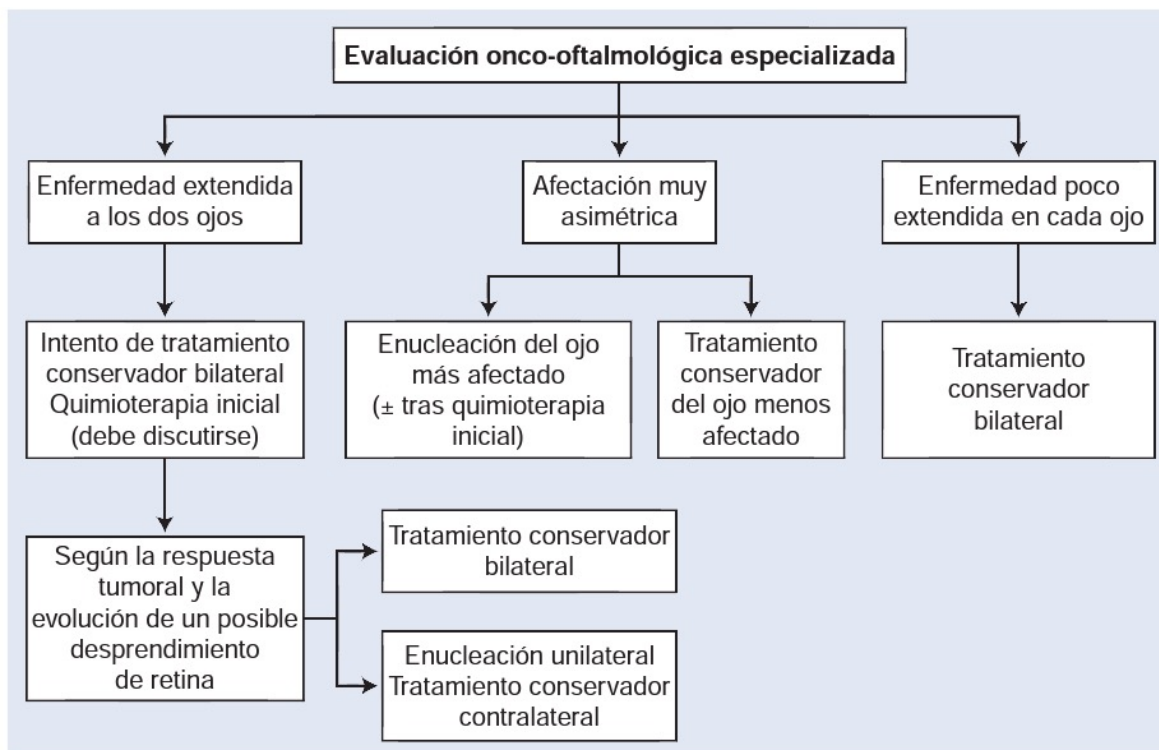 Evaluación onco-oftalmológica especializada
Enfermedad extendida
a los dos ojos
Afectación muy
asimétrica
Enfermedad poco
extendida en cada ojo
Intento de tratamiento
conservador bilateral
Quimioterapia inicial
(debe discutirse)
Enucleación del ojo
más afectado
(± tras quimioterapia
inicial)
Tratamiento
conservador
del ojo menos
afectado
Tratamiento
conservador
bilateral
Según la respuesta
tumoral y la
evolución de un posible
desprendimiento
de retina
Tratamiento conservador
bilateral
Enucleación unilateral
Tratamiento conservador
contralateral